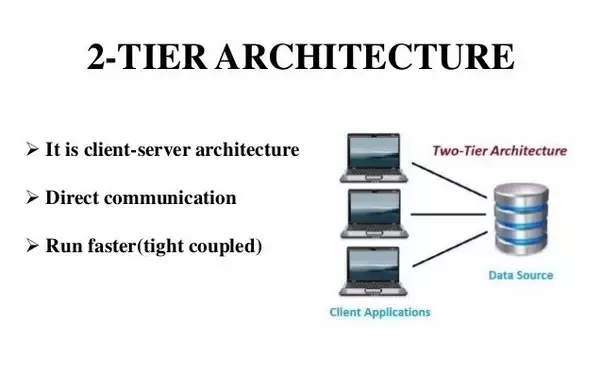 2-TIER ARCHITECTURE
➢ It is client-server architecture
➢ Direct communication
➢ Run faster(tight coupled)
Two-Tier Architecture
Data Source
Client Applications